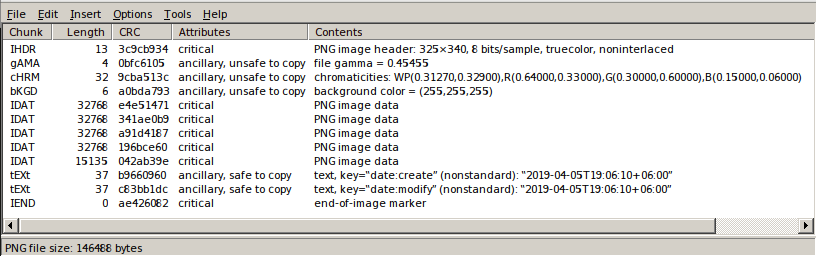 File Edit Insert Options Tools Help
Chunk Length CRC Attributes Contents
IHDR 13 3c9cb934 critical PNG image header: 325×340, 8 bits/sample, truecolor, noninterlaced
gAMA 4 0bfc6105 ancillary, unsafe to copy file gamma = 0.45455
cHRM 32 9cba513c ancillary, unsafe to copy chromaticities: WP(0.31270,0.32900),R(0.64000,0.33000),G(0.30000,0.60000),B(0.15000,0.06000)
bKGD 6 a0bda793 ancillary, unsafe to copy background color = (255,255,255)
IDAT 32768 e4e51471 critical PNG image data
IDAT 32768 341ae0b9 critical PNG image data
IDAT 32768 a91d4187 critical PNG image data
IDAT 32768 196bce60 critical PNG image data
IDAT 15135 042ab39e critical PNG image data
tEXt 37 b9660960 ancillary, safe to copy text, key="date:create" (nonstandard): "2019-04-05T19:06:10+06:00"
tEXt 37 c83bb1dc ancillary, safe to copy text, key="date:modify" (nonstandard): "2019-04-05T19:06:10+06:00"
IEND 0 ae426082 critical end-of-image marker
PNG file size: 146488 bytes